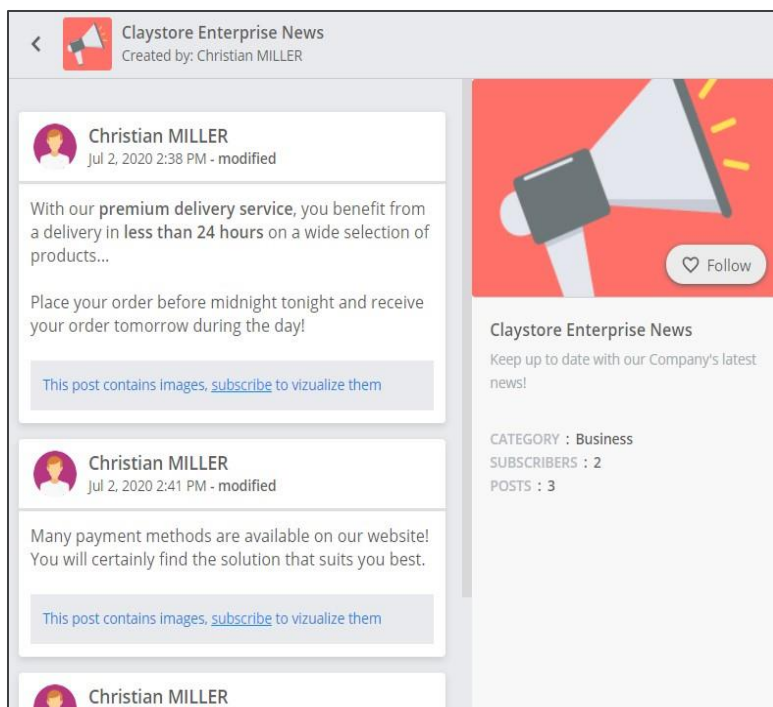 Claystore Enterprise News
Created by: Christian MILLER
Christian MILLER
Jul 2, 2020 2:38 PM - modified
With our premium delivery service, you benefit from
a delivery in less than 24 hours on a wide selection of
products...
Place your order before midnight tonight and receive
your order tomorrow during the day!
This post contains images, subscribe to vizualize them
Christian MILLER
Jul 2, 2020 2:41 PM - modified
Many payment methods are available on our website!
You will certainly find the solution that suits you best.
This post contains images, subscribe to vizualize them
Christian MILLER
Follow
Claystore Enterprise News
Keep up to date with our Company's latest
news!
CATEGORY : Business
SUBSCRIBERS : 2
POSTS : 3